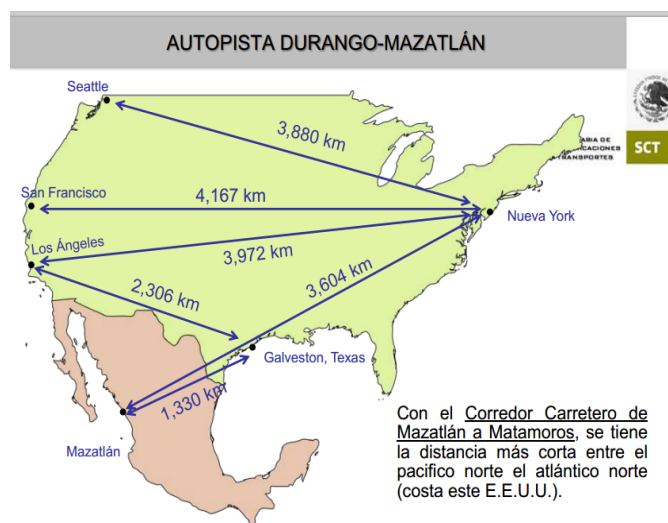 AUTOPISTA DURANGO-MAZATLÁN
Seattle
3,880 km
SCT
San Francisco
4,167 km
Nueva York
Los Ángeles
3,972 km
3,604 km
2,306 km
Galveston, Texas
1,330 km
Mazatlán
Con el Corredor Carretero de
Mazatlán a Matamoros, se tiene
la distancia más corta entre el
pacifico norte el atlántico norte
(costa este E.E.U.U.).